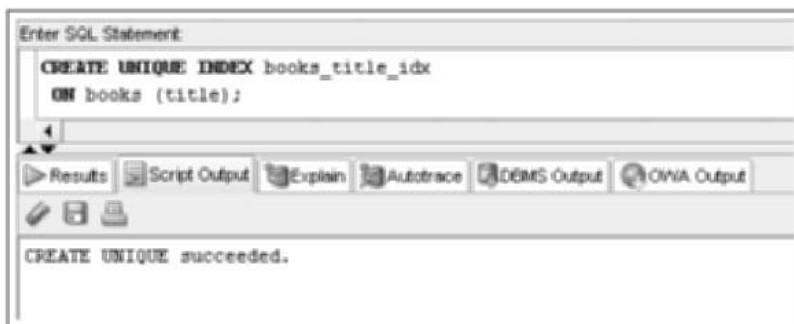 Enter SQL Statement:
CREATE UNIQUE INDEX books_title_idx
ON books (title);
Results Script Output Explain Autotrace DBMS Output OWA Output
CREATE UNIQUE succeeded.